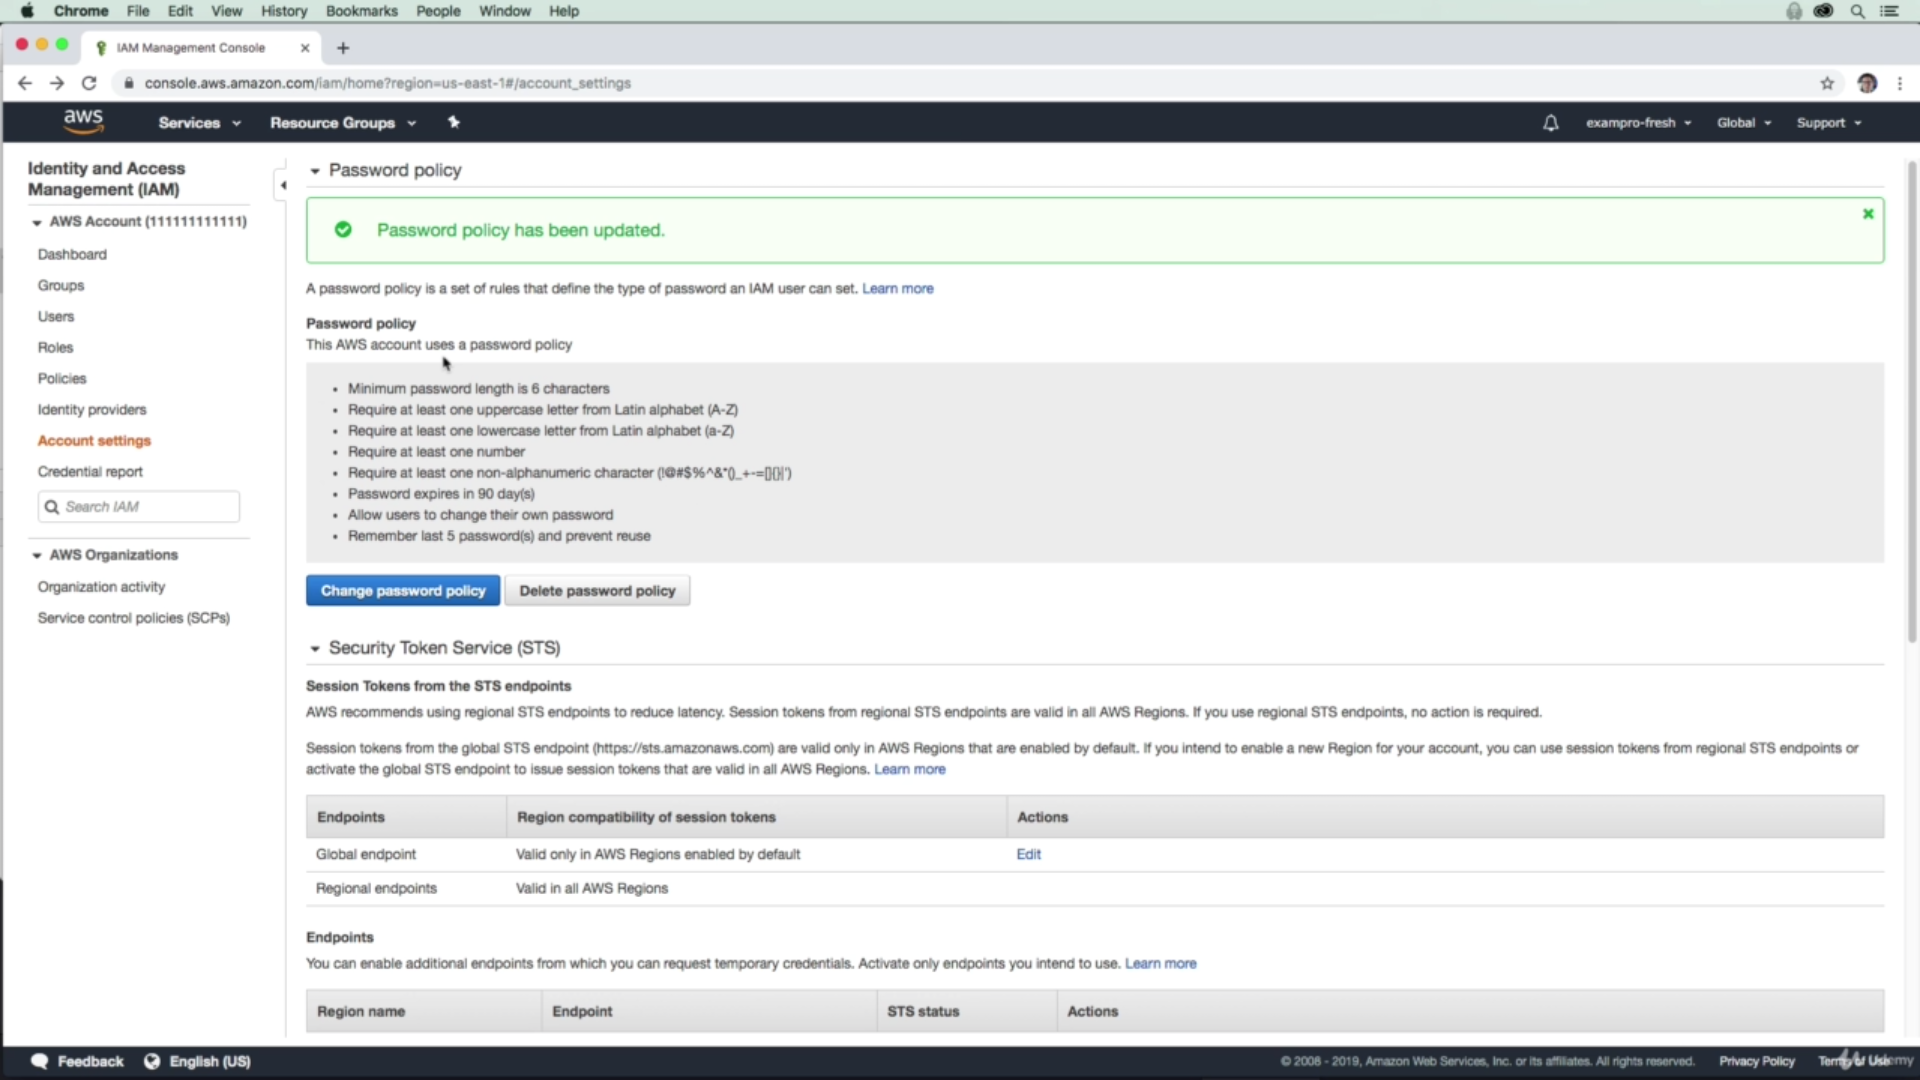 Chrome File Edit View History Bookmarks People Window Help
IAM Management Console
console.aws.amazon.com/iam/home?region=us-east-1#/account_settings
aws Services Resource Groups exampro-fresh Global Support
Identity and Access
Management (IAM)
AWS Account (111111111111)
Dashboard
Groups
Users
Roles
Policies
Identity providers
Account settings
Credential report
Search IAM
AWS Organizations
Organization activity
Service control policies (SCPs)
Password policy
Password policy has been updated.
A password policy is a set of rules that define the type of password an IAM user can set. Learn more
Password policy
This AWS account uses a password policy
• Minimum password length is 6 characters
• Require at least one uppercase letter from Latin alphabet (A-Z)
• Require at least one lowercase letter from Latin alphabet (a-Z)
• Require at least one number
• Require at least one non-alphanumeric character (!@#$%^&*()_+-=[]{}|')
• Password expires in 90 day(s)
• Allow users to change their own password
• Remember last 5 password(s) and prevent reuse
Change password policy Delete password policy
Security Token Service (STS)
Session Tokens from the STS endpoints
AWS recommends using regional STS endpoints to reduce latency. Session tokens from regional STS endpoints are valid in all AWS Regions. If you use regional STS endpoints, no action is required.
Session tokens from the global STS endpoint (https://sts.amazonaws.com) are valid only in AWS Regions that are enabled by default. If you intend to enable a new Region for your account, you can use session tokens from regional STS endpoints or
activate the global STS endpoint to issue session tokens that are valid in all AWS Regions. Learn more
Endpoints Region compatibility of session tokens Actions
Global endpoint Valid only in AWS Regions enabled by default Edit
Regional endpoints Valid in all AWS Regions
Endpoints
You can enable additional endpoints from which you can request temporary credentials. Activate only endpoints you intend to use. Learn more
Region name Endpoint STS status Actions
Feedback English (US) © 2008 - 2019, Amazon Web Services, Inc. or its affiliates. All rights reserved. Privacy Policy Terms of Use